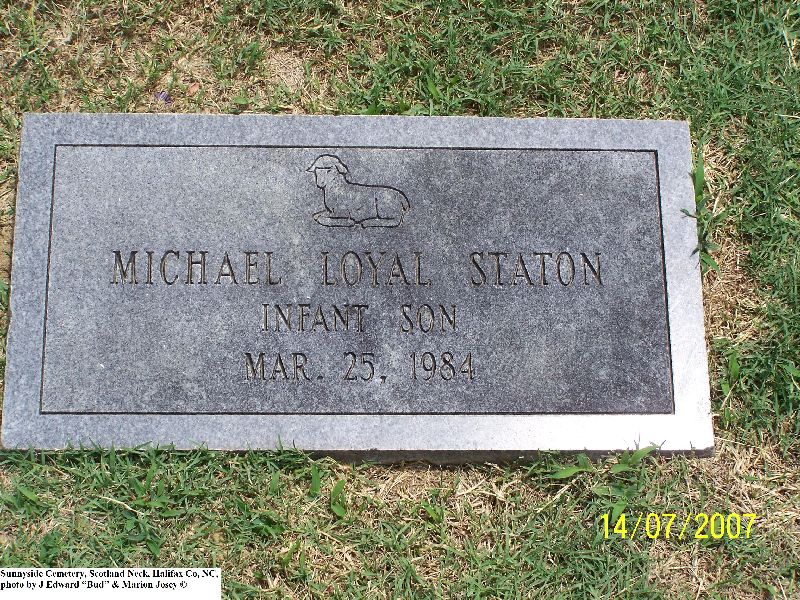 MICHAEL LOYAL STATON
INFANT SON
MAR. 25, 1984
14/07/2007
Sunnyside Cemetery, Scotland Neck, Halifax Co, NC,
photo by J Edward “Bud” & Marion Josey ©